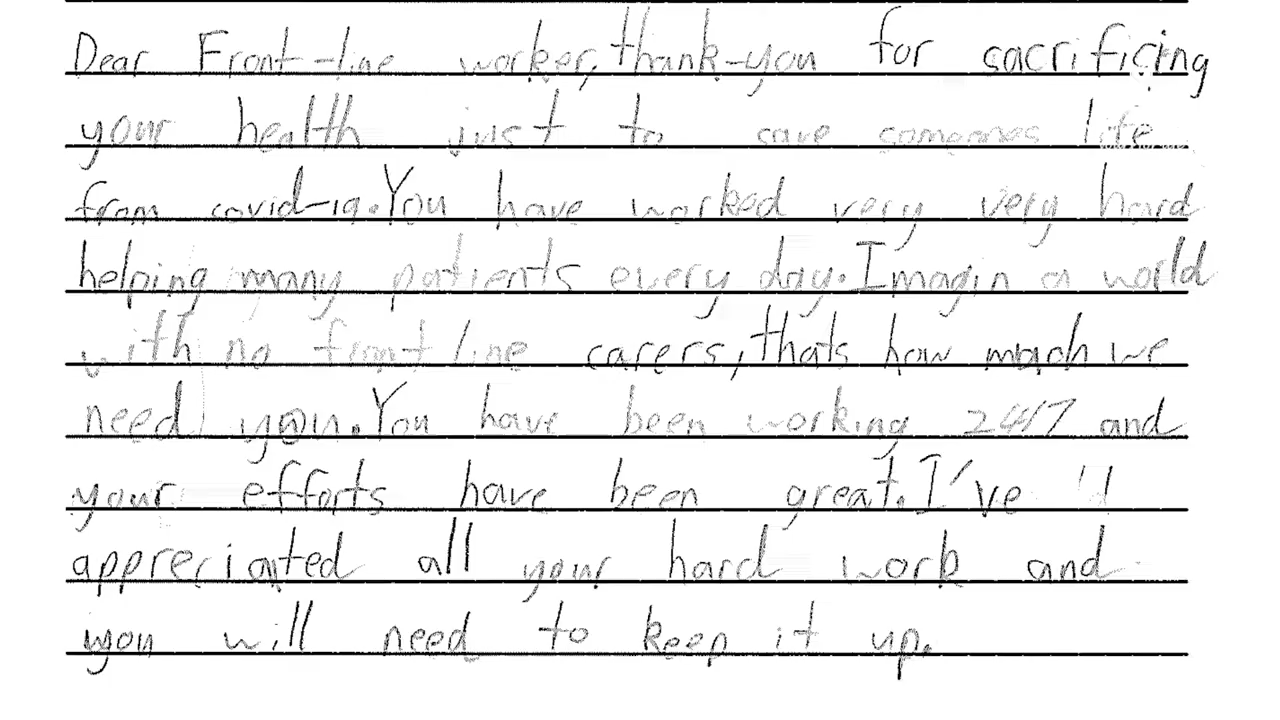 Dear Front-line worker, thank-you for sacrificing
your health just to save someones life
from covid-19. You have worked very very hard
helping many patients every day. Imagin a world
with no front line carers, thats how much we
need you. You have been working 24/7 and
your efforts have been great. I've
appreciated all your hard work and
you will need to keep it up.